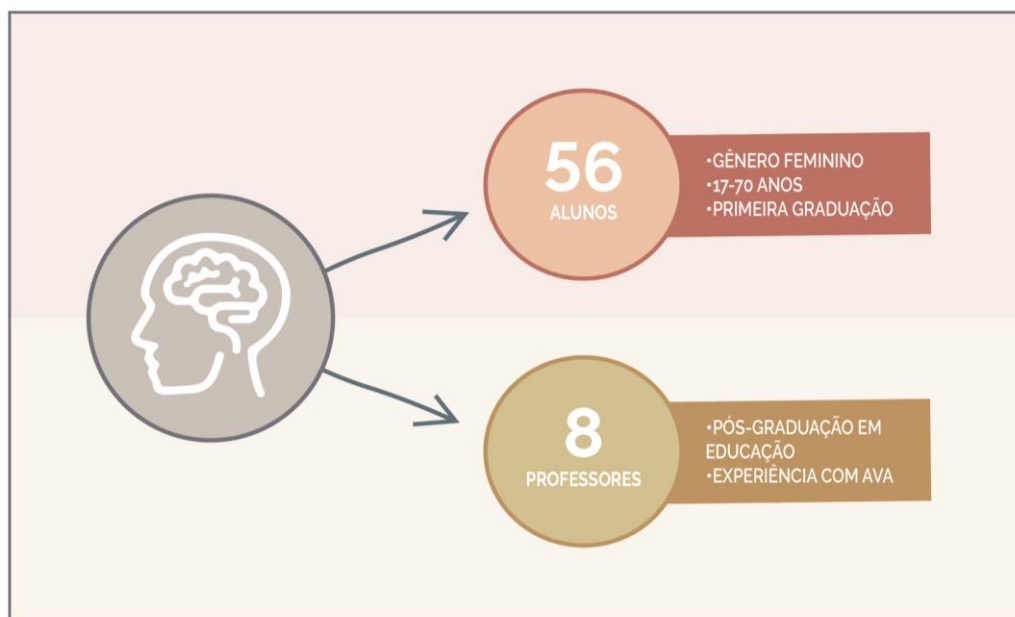 56
ALUNOS
•GÊNERO FEMININO
•17-70 ANOS
•PRIMEIRA GRADUAÇÃO
8
PROFESSORES
•PÓS-GRADUAÇÃO EM
EDUCAÇÃO
•EXPERIÊNCIA COM AVA